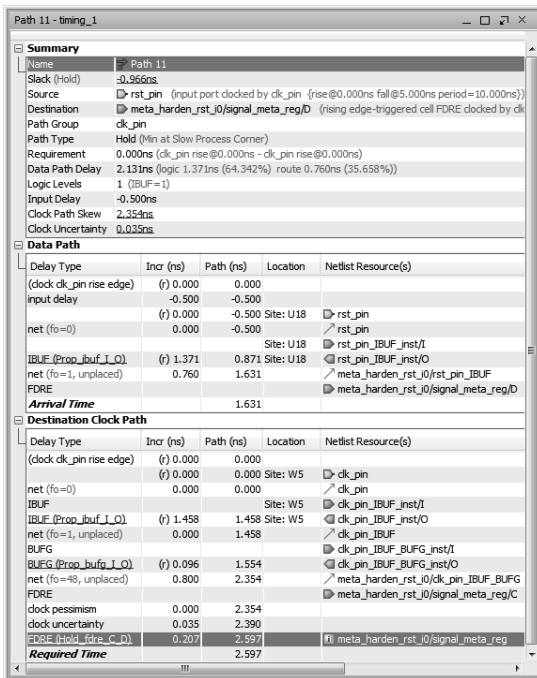 Path 11 - timing_1
Summary
Name Path 11
Slack (Hold) -0.966ns
Source rst_pin (input port clocked by clk_pin {rise@0.000ns fall@5.000ns period=10.000ns})
Destination meta_harden_rst_i0/signal_meta_reg/D (rising edge-triggered cell FDRE clocked by clk
Path Group clk_pin
Path Type Hold (Min at Slow Process Corner)
Requirement 0.000ns (clk_pin rise@0.000ns - clk_pin rise@0.000ns)
Data Path Delay 2.131ns (logic 1.371ns (64.342%) route 0.760ns (35.658%))
Logic Levels 1 (IBUF=1)
Input Delay -0.500ns
Clock Path Skew 2.354ns
Clock Uncertainty 0.035ns
Data Path
Delay Type Incr (ns) Path (ns) Location Netlist Resource(s)
(clock clk_pin rise edge) (r) 0.000 0.000
input delay -0.500 -0.500
(r) 0.000 -0.500 Site: U18 rst_pin
net (fo=0) 0.000 -0.500 rst_pin
Site: U18 rst_pin_IBUF_inst/I
IBUF (Prop_ibuf_I_O) (r) 1.371 0.871 Site: U18 rst_pin_IBUF_inst/O
net (fo=1, unplaced) 0.760 1.631 meta_harden_rst_i0/rst_pin_IBUF
FDRE meta_harden_rst_i0/signal_meta_reg/D
Arrival Time 1.631
Destination Clock Path
Delay Type Incr (ns) Path (ns) Location Netlist Resource(s)
(clock clk_pin rise edge) (r) 0.000 0.000
(r) 0.000 0.000 Site: W5 clk_pin
net (fo=0) 0.000 0.000 clk_pin
IBUF Site: W5 clk_pin_IBUF_inst/I
IBUF (Prop_ibuf_I_O) (r) 1.458 1.458 Site: W5 clk_pin_IBUF_inst/O
net (fo=1, unplaced) 0.000 1.458 clk_pin_IBUF
BUFG clk_pin_IBUF_BUFG_inst/I
BUFG (Prop_bufg_I_O) (r) 0.096 1.554 clk_pin_IBUF_BUFG_inst/O
net (fo=48, unplaced) 0.800 2.354 meta_harden_rst_i0/clk_pin_IBUF_BUFG
FDRE meta_harden_rst_i0/signal_meta_reg/C
clock pessimism 0.000 2.354
clock uncertainty 0.035 2.390
FDRE (Hold_fdre_C_D) 0.207 2.597 meta_harden_rst_i0/signal_meta_reg
Required Time 2.597